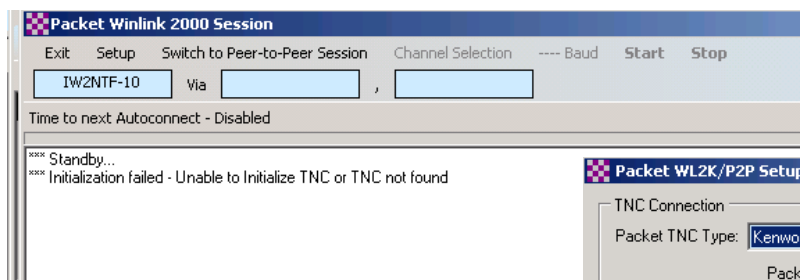 Packet Winlink 2000 Session
Exit Setup Switch to Peer-to-Peer Session Channel Selection ---- Baud Start Stop
IW2NTF-10 Via ,
Time to next Autoconnect - Disabled
*** Standby...
*** Initialization failed - Unable to Initialize TNC or TNC not found
Packet WL2K/P2P Setup
TNC Connection
Packet TNC Type: Kenwo
Pack